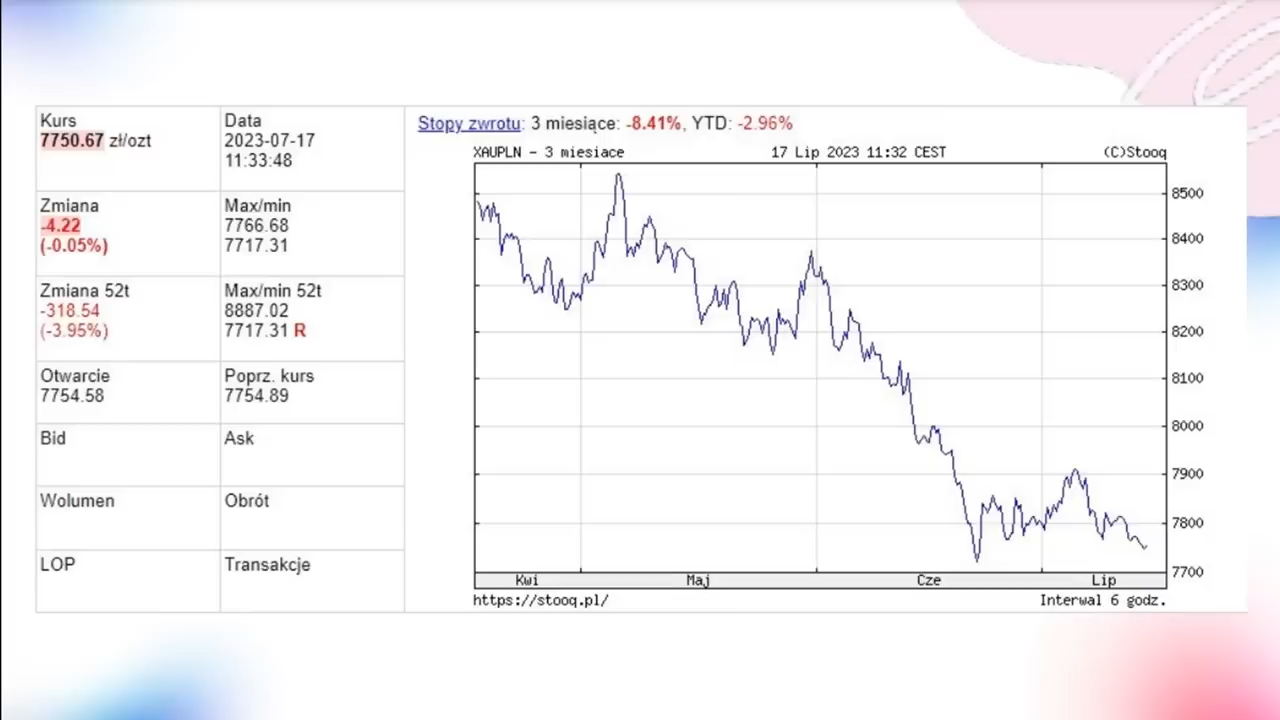 Kurs
7750.67 zł/ozt
Data
2023-07-17
11:33:48
Zmiana
-4.22
(-0.05%)
Max/min
7766.68
7717.31
Zmiana 52t
-318.54
(-3.95%)
Max/min 52t
8887.02
7717.31 R
Otwarcie
7754.58
Poprz. kurs
7754.89
Bid
Ask
Wolumen
Obrót
LOP
Transakcje
Stopy zwrotu: 3 miesiące: -8.41%, YTD: -2.96%
XAUPLN - 3 miesiace 17 Lip 2023 11:32 CEST (C)Stooq
8500
8400
8300
8200
8100
8000
7900
7800
7700
Kwi Maj Cze Lip
https://stooq.pl/ Interwal 6 godz.